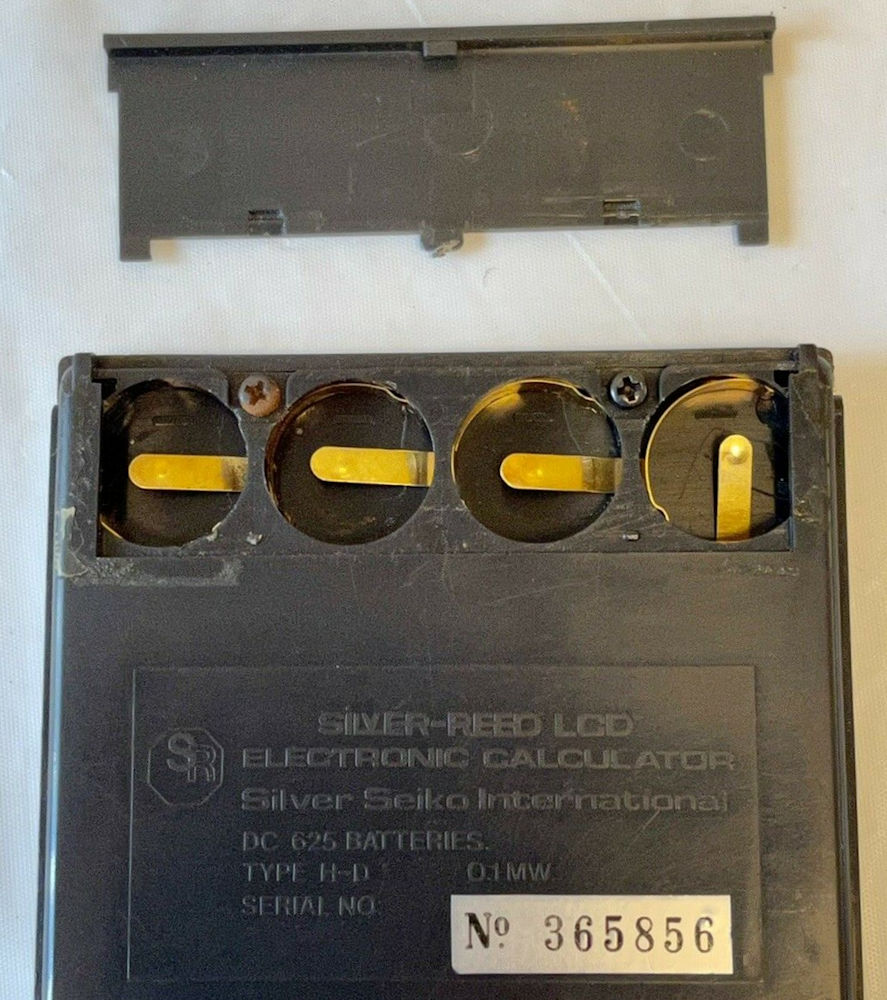 SR
SILVER-REED LCD
ELECTRONIC CALCULATOR
Silver Seiko International
DC 625 BATTERIES.
TYPE H-D 0.1MW
SERIAL NO
Nº 365856